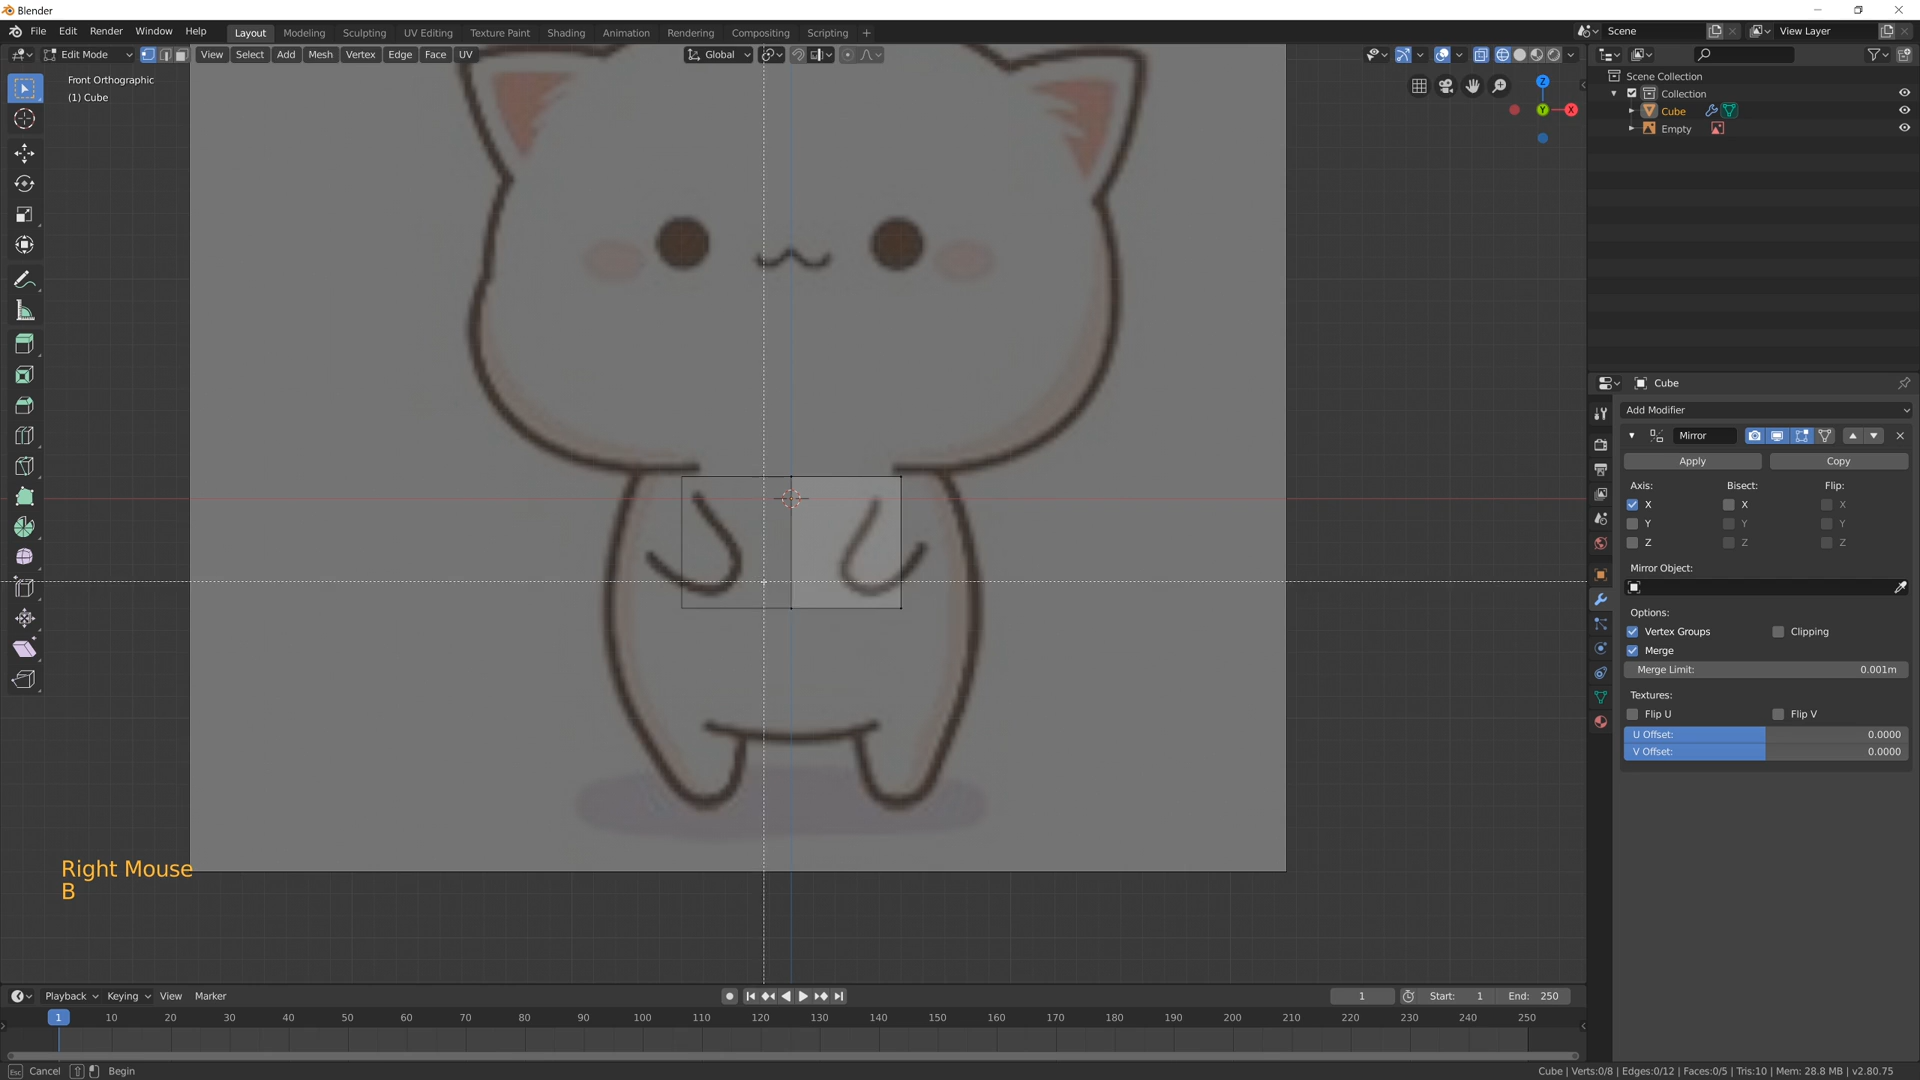 Blender
File Edit Render Window Help
Layout Modeling Sculpting UV Editing Texture Paint Shading Animation Rendering Compositing Scripting +
Scene
View Layer
Edit Mode
View Select Add Mesh Vertex Edge Face UV
Global
Front Orthographic
(1) Cube
Z
Y
X
Scene Collection
Collection
Cube
Empty
Cube
Add Modifier
Mirror
Apply Copy
Axis: Bisect: Flip:
X X X
Y Y Y
Z Z Z
Mirror Object:
Options:
Vertex Groups Clipping
Merge
Merge Limit: 0.001m
Textures:
Flip U Flip V
U Offset: 0.0000
V Offset: 0.0000
Right Mouse
B
Playback Keying View Marker
1 Start: 1 End: 250
1 10 20 30 40 50 60 70 80 90 100 110 120 130 140 150 160 170 180 190 200 210 220 230 240 250
Esc Cancel Begin
Cube | Verts:0/8 | Edges:0/12 | Faces:0/5 | Tris:10 | Mem: 28.8 MB | v2.80.75